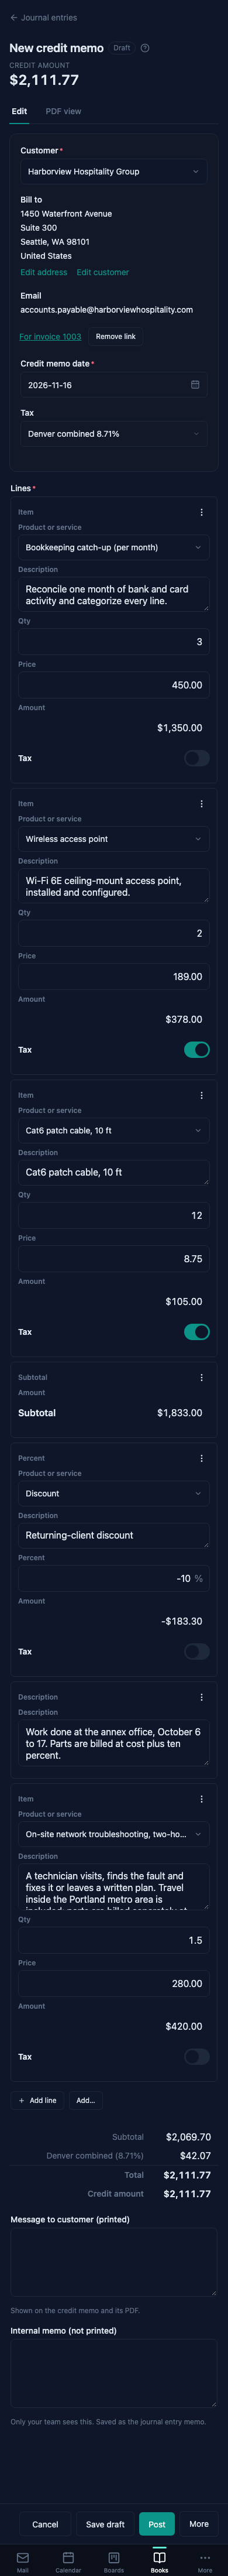 Journal entries
New credit memo Draft
CREDIT AMOUNT
$2,111.77
Edit PDF view
Customer*
Harborview Hospitality Group
Bill to
1450 Waterfront Avenue
Suite 300
Seattle, WA 98101
United States
Edit address Edit customer
Email
accounts.payable@harborviewhospitality.com
For invoice 1003 Remove link
Credit memo date*
2026-11-16
Tax
Denver combined 8.71%
Lines*
Item
Product or service
Bookkeeping catch-up (per month)
Description
Reconcile one month of bank and card
activity and categorize every line.
Qty
3
Price
450.00
Amount
$1,350.00
Tax
Item
Product or service
Wireless access point
Description
Wi-Fi 6E ceiling-mount access point,
installed and configured.
Qty
2
Price
189.00
Amount
$378.00
Tax
Item
Product or service
Cat6 patch cable, 10 ft
Description
Cat6 patch cable, 10 ft
Qty
12
Price
8.75
Amount
$105.00
Tax
Subtotal
Amount
Subtotal $1,833.00
Percent
Product or service
Discount
Description
Returning-client discount
Percent
-10 %
Amount
-$183.30
Tax
Description
Description
Work done at the annex office, October 6
to 17. Parts are billed at cost plus ten
percent.
Item
Product or service
On-site network troubleshooting, two-ho...
Description
A technician visits, finds the fault and
fixes it or leaves a written plan. Travel
inside the Portland metro area is
Qty
1.5
Price
280.00
Amount
$420.00
Tax
+ Add line Add...
Subtotal $2,069.70
Denver combined (8.71%) $42.07
Total $2,111.77
Credit amount $2,111.77
Message to customer (printed)
Shown on the credit memo and its PDF.
Internal memo (not printed)
Only your team sees this. Saved as the journal entry memo.
Cancel Save draft Post More
Mail Calendar Boards Books More